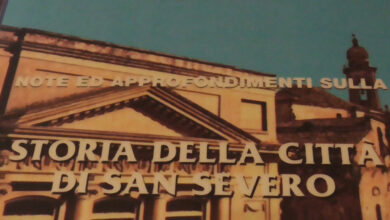 NOTE ED APPROFONDIMENTI SULLA
STORIA DELLA CITTÀ
DI SAN SEVERO